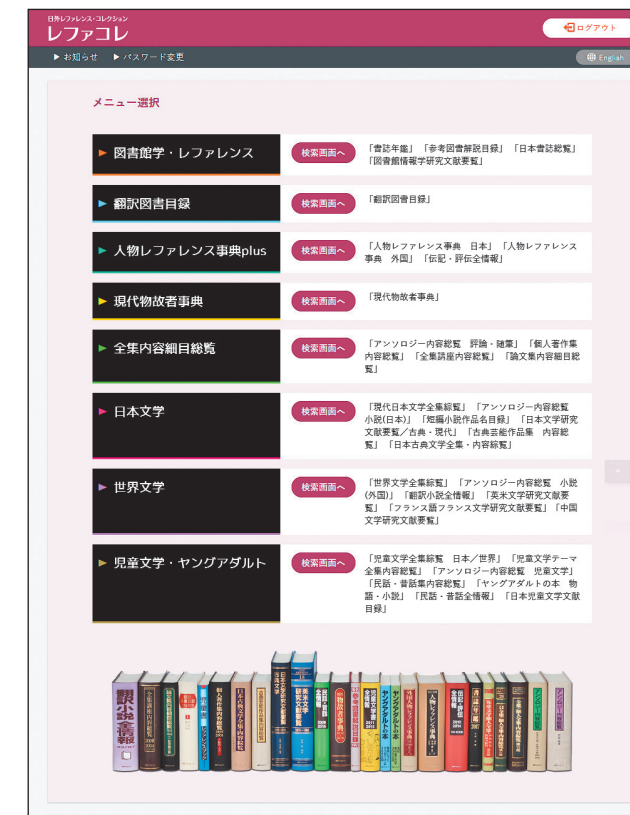 日外レファレンス・コレクション
レファコレ
ログアウト
▶ お知らせ ▶ パスワード変更
English
メニュー選択
▶ 図書館学・レファレンス
検索画面へ
「書誌年鑑」「参考図書解説目録」「日本書誌総覧」
「図書館情報学研究文献要覧」
▶ 翻訳図書目録
検索画面へ
「翻訳図書目録」
▶ 人物レファレンス事典plus
検索画面へ
「人物レファレンス事典 日本」「人物レファレンス
事典 外国」「伝記・評伝全情報」
▶ 現代物故者事典
検索画面へ
「現代物故者事典」
▶ 全集内容細目総覧
検索画面へ
「アンソロジー内容総覧 評論・随筆」「個人著作集
内容総覧」「全集講座内容総覧」「論文集内容細目総
覧」
▶ 日本文学
検索画面へ
「現代日本文学全集綜覧」「アンソロジー内容総覧
小説(日本)」「短編小説作品名目録」「日本文学研究
文献要覧/古典・現代」「古典芸能作品集 内容総
覧」「日本古典文学全集・内容綜覧」
▶ 世界文学
検索画面へ
「世界文学全集綜覧」「アンソロジー内容総覧 小説
(外国)」「翻訳小説全情報」「英米文学研究文献要
覧」「フランス語フランス文学研究文献要覧」「中国
文学研究文献要覧」
▶ 児童文学・ヤングアダルト
検索画面へ
「児童文学全集綜覧 日本/世界」「児童文学テーマ
全集内容総覧」「アンソロジー内容総覧 児童文学」
「民話・昔話集内容総覧」「ヤングアダルトの本 物
語・小説」「民話・昔話全情報」「日本児童文学文献
目録」
翻訳小説全情報